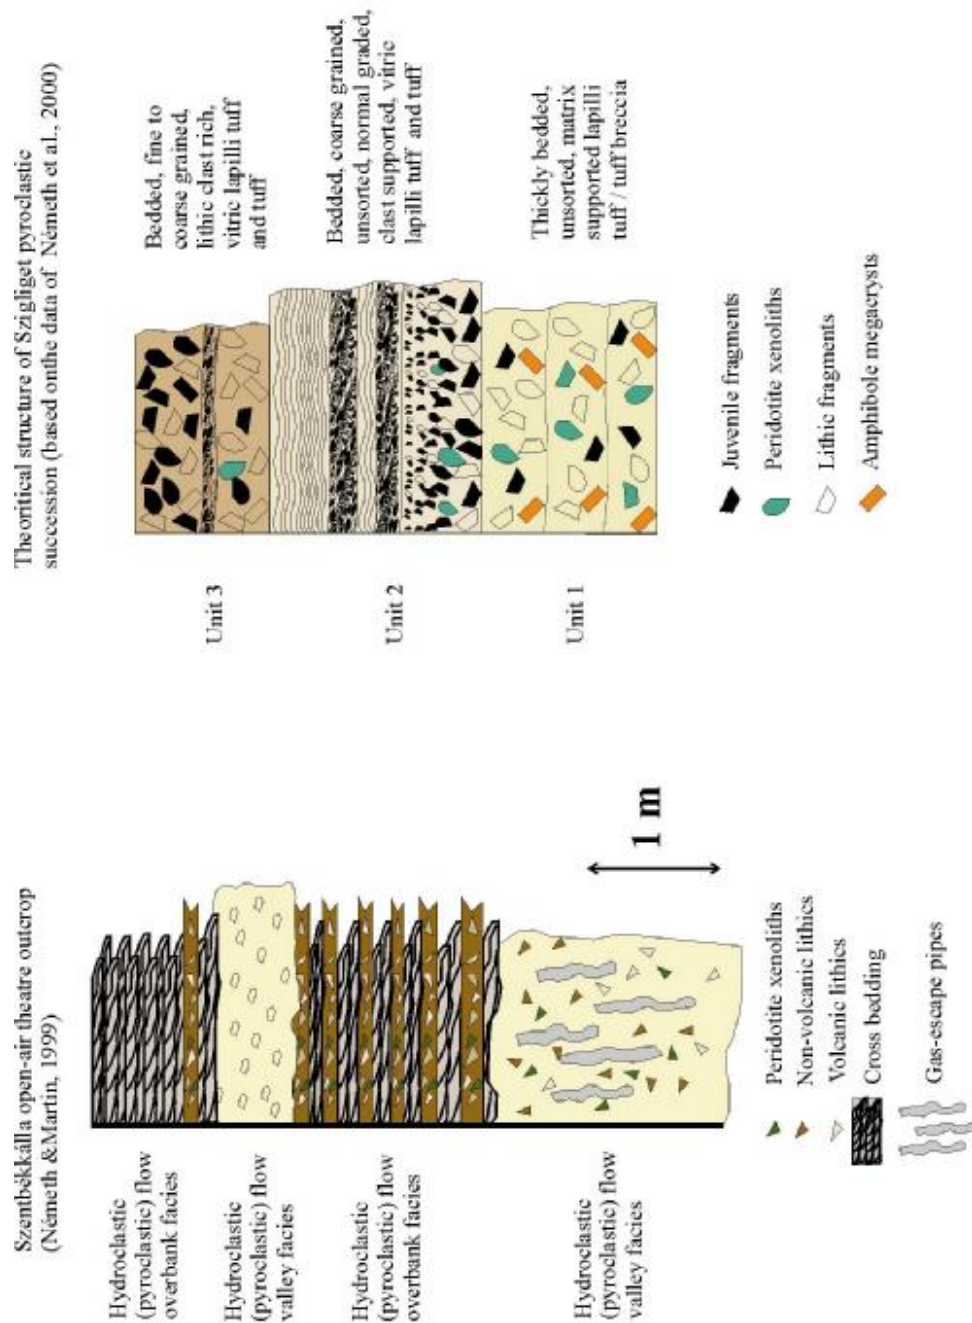 Szentbékkálla open-air theatre outcrop
(Németh &Martin, 1999)
Hydroclastic
(pyroclastic) flow
overbank facies
Hydroclastic
(pyroclastic) flow
valley facies
Hydroclastic
(pyroclastic) flow
overbank facies
Hydroclastic
(pyroclastic) flow
valley facies
1 m
Peridotite xenoliths
Non-volcanic lithics
Volcanic lithics
Cross bedding
Gas-escape pipes
Theoritical structure of Szigliget pyroclastic
succession (based onthe data of Németh et al., 2000)
Unit 3
Unit 2
Unit 1
Bedded, fine to
coarse grained,
lithic clast rich,
vitric lapilli tuff
and tuff
Bedded, coarse grained,
unsorted, normal graded,
clast supported, vitric
lapilli tuff and tuff
Thickly bedded,
unsorted, matrix
supported lapilli
tuff / tuff breccia
Juvenile fragments
Peridotite xenoliths
Lithic fragments
Amphibole megacrysts